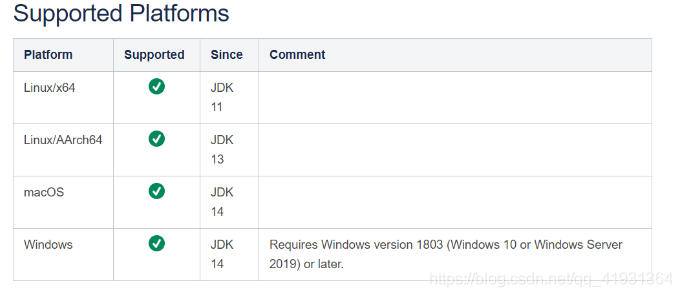 Supported Platforms
Platform Supported Since Comment
Linux/x64 JDK
11
Linux/AArch64 JDK
13
macOS JDK
14
Windows JDK Requires Windows version 1803 (Windows 10 or Windows Server
14 2019) or later.
https://blog.csdn.net/qq_41931364